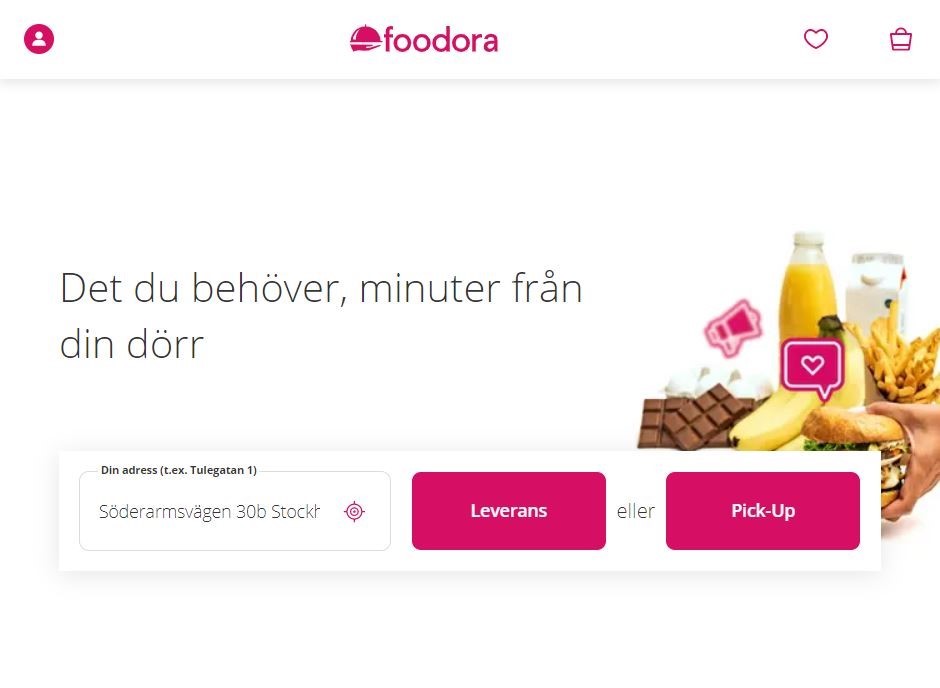 foodora
Det du behöver, minuter från
din dörr
Din adress (t.ex. Tulegatan 1)
Söderarmsvägen 30b Stockh
Leverans
eller
Pick-Up